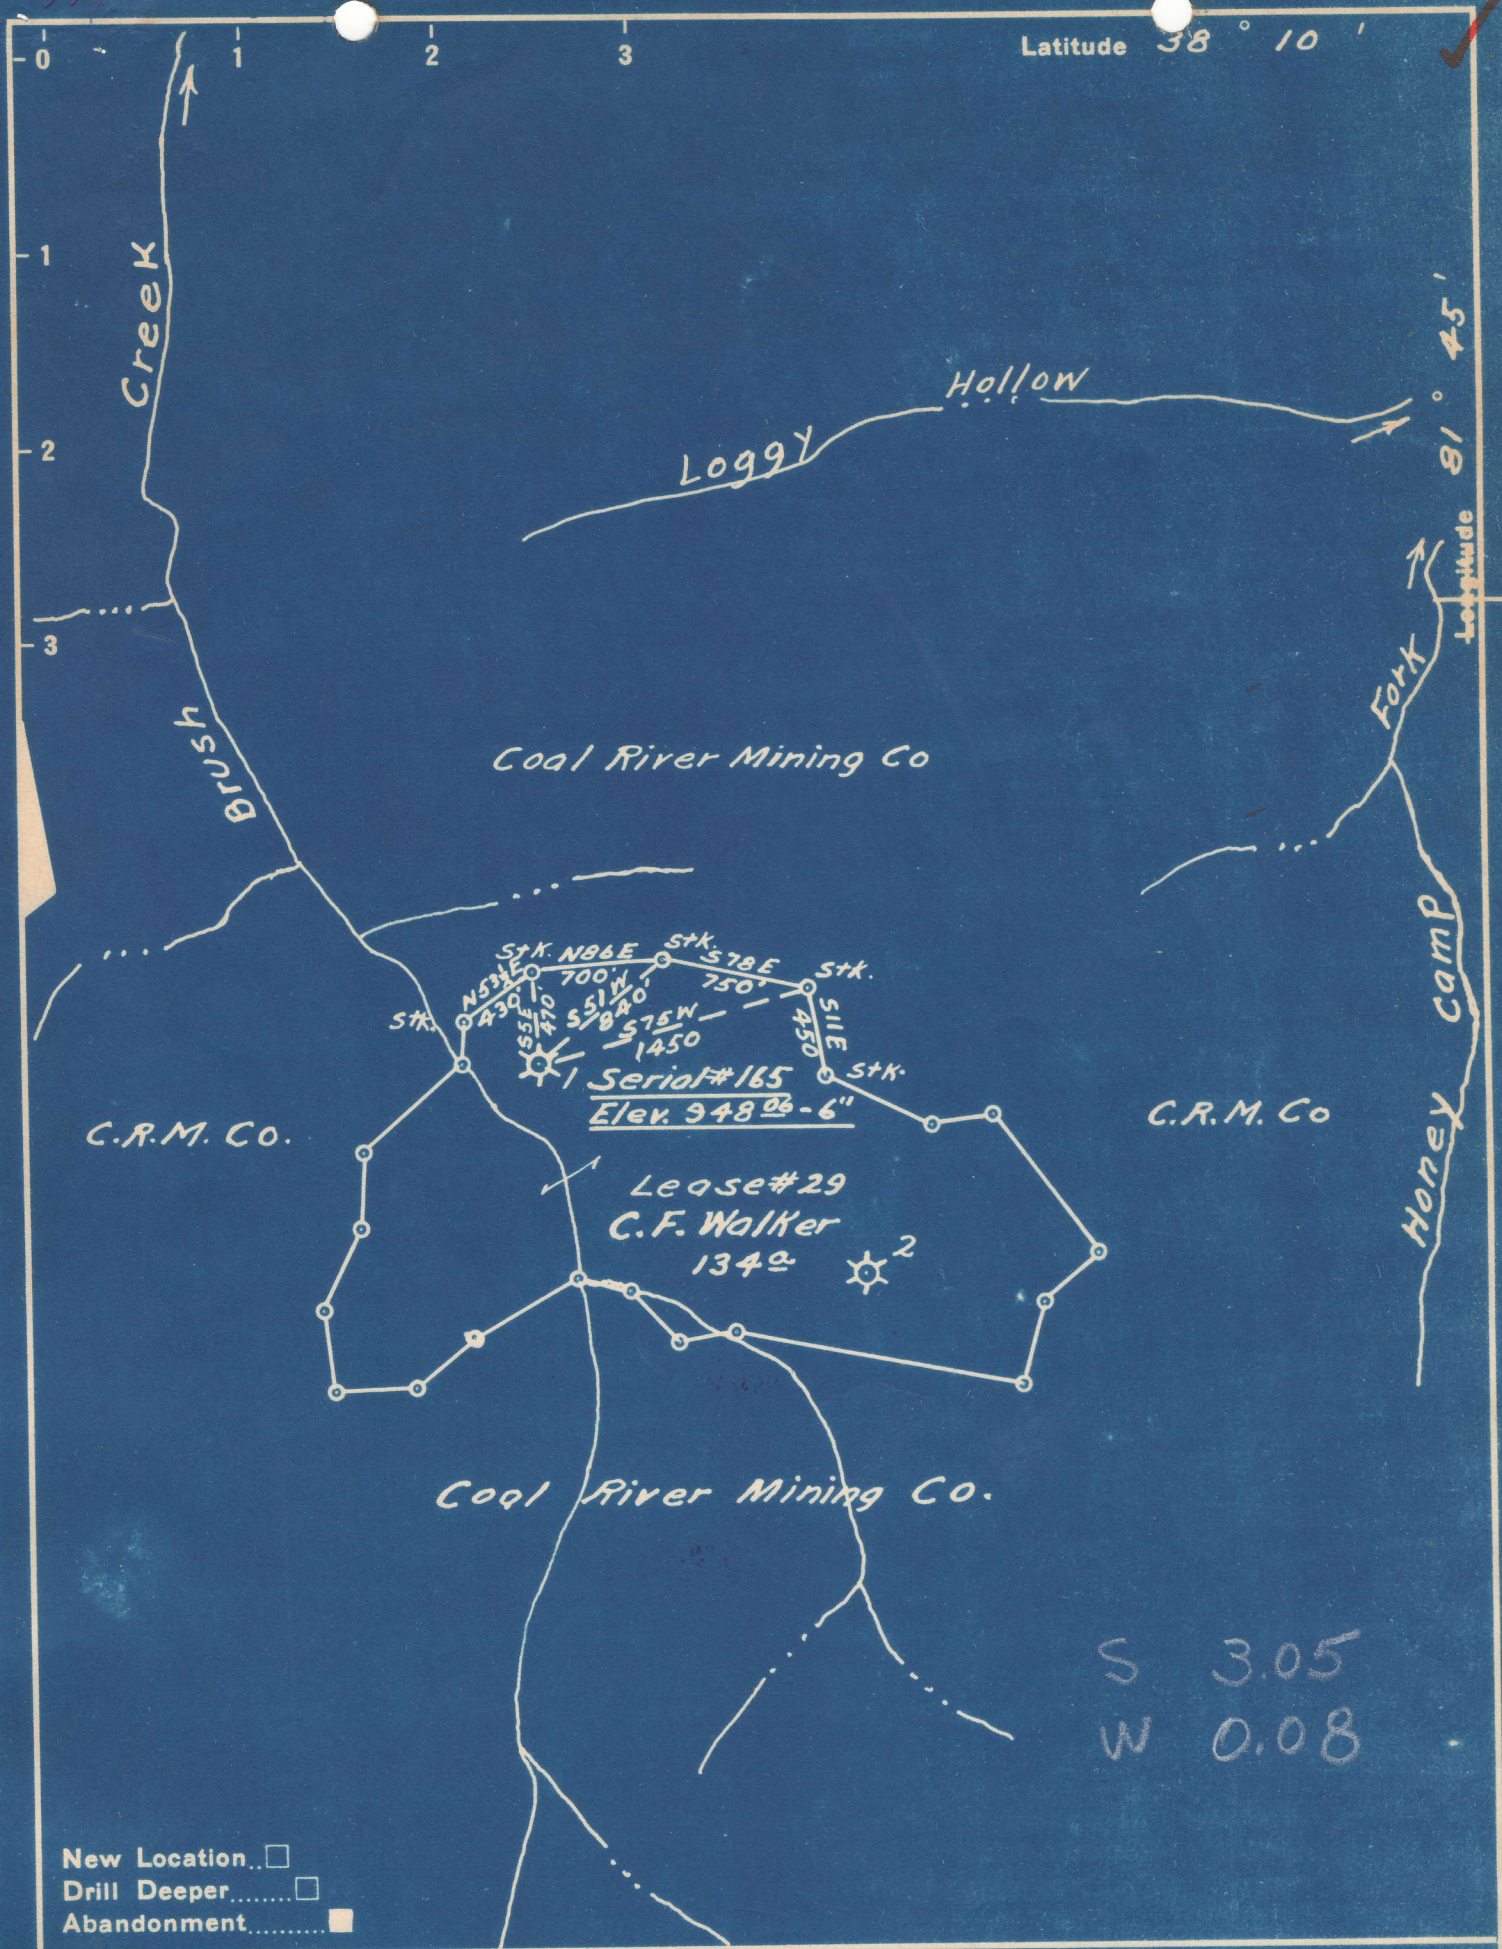 0 1 2 3 Latitude 38° 10'
1
2
3
Longitude 81° 45'
Creek
Hollow
Loggy
Fork
Brush
Coal River Mining Co
Camp
Honey
Stk. N86E Stk. S78E Stk.
700' 750'
N53½E
430'
Stk.
S5E
470'
S51W
840'
S75W
1450
S11E
450
Stk.
1 Serial #165
Elev. 948.06 - 6"
C.R.M. Co.
C.R.M. Co
Lease #29
C.F. Walker
134a
2
Coal River Mining Co.
S 3.05
W 0.08
New Location..□
Drill Deeper.......□
Abandonment..........■